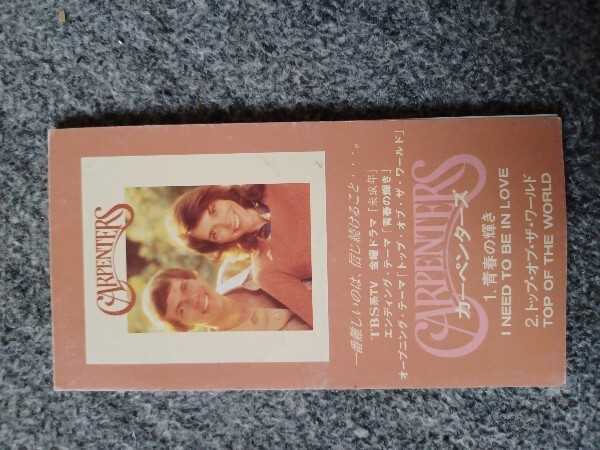 CARPENTERS
一番難しいのは、信じ続けること・・・。
TBS系TV 金曜ドラマ「未成年」
エンディング・テーマ「青春の輝き」
オープニング・テーマ「トップ・オブ・ザ・ワールド」
CARPENTERS
カーペンターズ
1. 青春の輝き
I NEED TO BE IN LOVE
2. トップ・オブ・ザ・ワールド
TOP OF THE WORLD